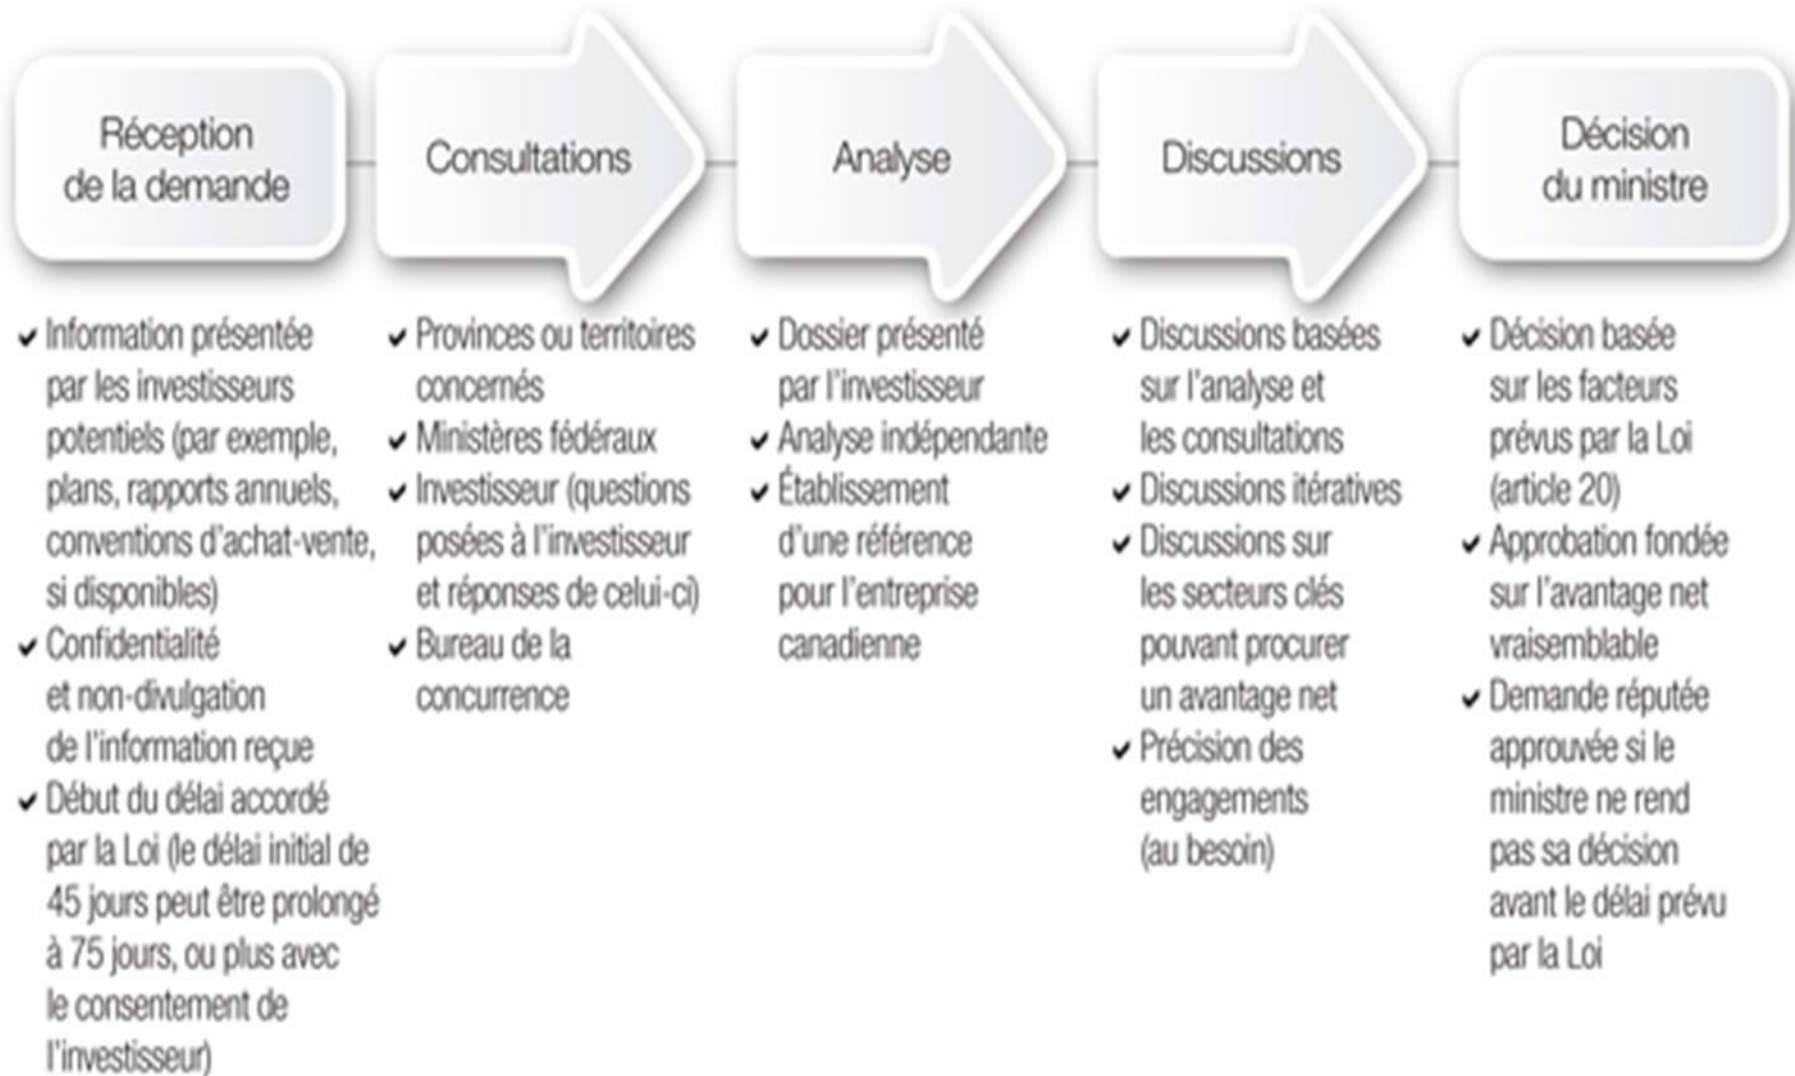 Réception
de la demande
✓ Information présentée
par les investisseurs
potentiels (par exemple,
plans, rapports annuels,
conventions d'achat-vente,
si disponibles)
✓ Confidentialité
et non-divulgation
de l'information reçue
✓ Début du délai accordé
par la Loi (le délai initial de
45 jours peut être prolongé
à 75 jours, ou plus avec
le consentement de
l'investisseur)
Consultations
✓ Provinces ou territoires
concernés
✓ Ministères fédéraux
✓ Investisseur (questions
posées à l'investisseur
et réponses de celui-ci)
✓ Bureau de la
concurrence
Analyse
✓ Dossier présenté
par l'investisseur
✓ Analyse indépendante
✓ Établissement
d'une référence
pour l'entreprise
canadienne
Discussions
✓ Discussions basées
sur l'analyse et
les consultations
✓ Discussions itératives
✓ Discussions sur
les secteurs clés
pouvant procurer
un avantage net
✓ Précision des
engagements
(au besoin)
Décision
du ministre
✓ Décision basée
sur les facteurs
prévus par la Loi
(article 20)
✓ Approbation fondée
sur l'avantage net
vraisemblable
✓ Demande réputée
approuvée si le
ministre ne rend
pas sa décision
avant le délai prévu
par la Loi